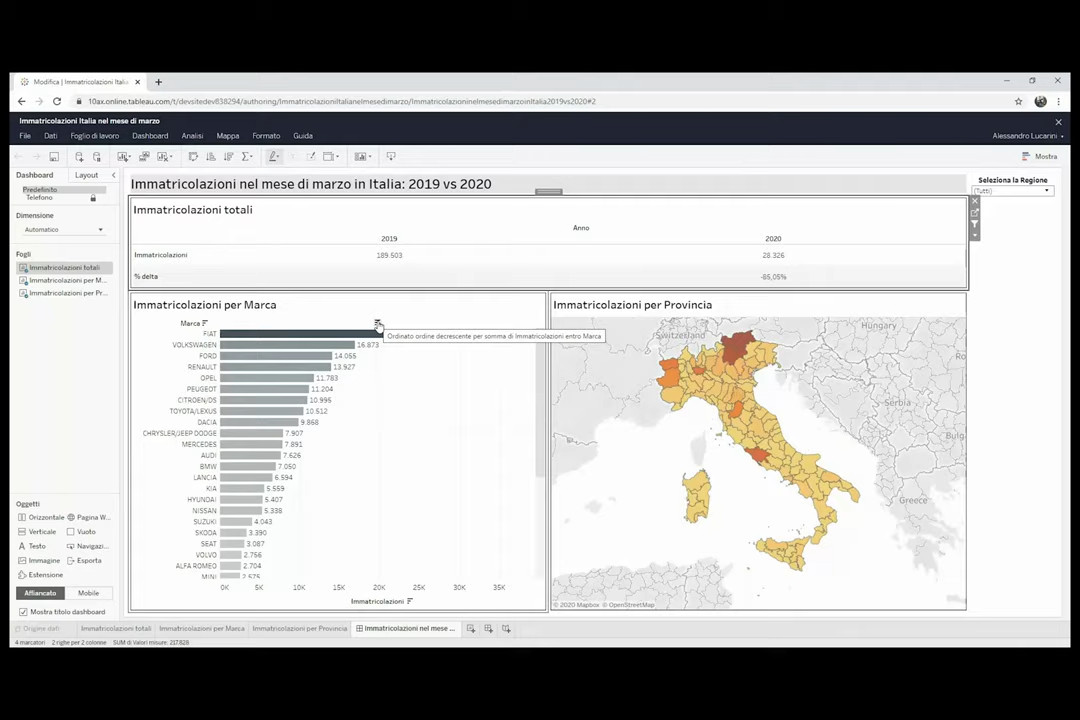 Modifica | Immatricolazioni Itali
10ax.online.tableau.com/t/devsitedev838294/authoring/ImmatricolazioniItalianelmesedimarzo/ImmatricolazioninelmesedimarzoinItalia2019vs2020#2
Immatricolazioni Italia nel mese di marzo
File Dati Foglio di lavoro Dashboard Analisi Mappa Formato Guida
Alessandro Lucarini
Mostra
Dashboard Layout
Predefinito
Telefono
Dimensione
Automatico
Fogli
Immatricolazioni totali
Immatricolazioni per M...
Immatricolazioni per Pr...
Oggetti
Orizzontale Pagina W...
Verticale Vuoto
Testo Navigazi...
Immagine Esporta
Estensione
Affiancato Mobile
Mostra titolo dashboard
Immatricolazioni nel mese di marzo in Italia: 2019 vs 2020
Seleziona la Regione
(Tutti)
Immatricolazioni totali
Anno
2019 2020
Immatricolazioni 189.503 28.326
% delta -85,05%
Immatricolazioni per Marca
Marca
Ordinato ordine decrescente per somma di Immatricolazioni entro Marca
FIAT
VOLKSWAGEN 16.873
FORD 14.055
RENAULT 13.927
OPEL 11.783
PEUGEOT 11.204
CITROEN/DS 10.995
TOYOTA/LEXUS 10.512
DACIA 9.868
CHRYSLER/JEEP DODGE 7.907
MERCEDES 7.891
AUDI 7.626
BMW 7.050
LANCIA 6.594
KIA 5.559
HYUNDAI 5.407
NISSAN 5.338
SUZUKI 4.043
SKODA 3.390
SEAT 3.087
VOLVO 2.756
ALFA ROMEO 2.704
MINI 2.575
0K 5K 10K 15K 20K 25K 30K 35K
Immatricolazioni
Immatricolazioni per Provincia
Switzerland
Hungary
Ro
Serbia
Bulg
Greece
© 2020 Mapbox © OpenStreetMap
Origine dati Immatricolazioni totali Immatricolazioni per Marca Immatricolazioni per Provincia Immatricolazioni nel mese ...
4 marcatori 2 righe per 2 colonne SUM di Valori misure: 217.828